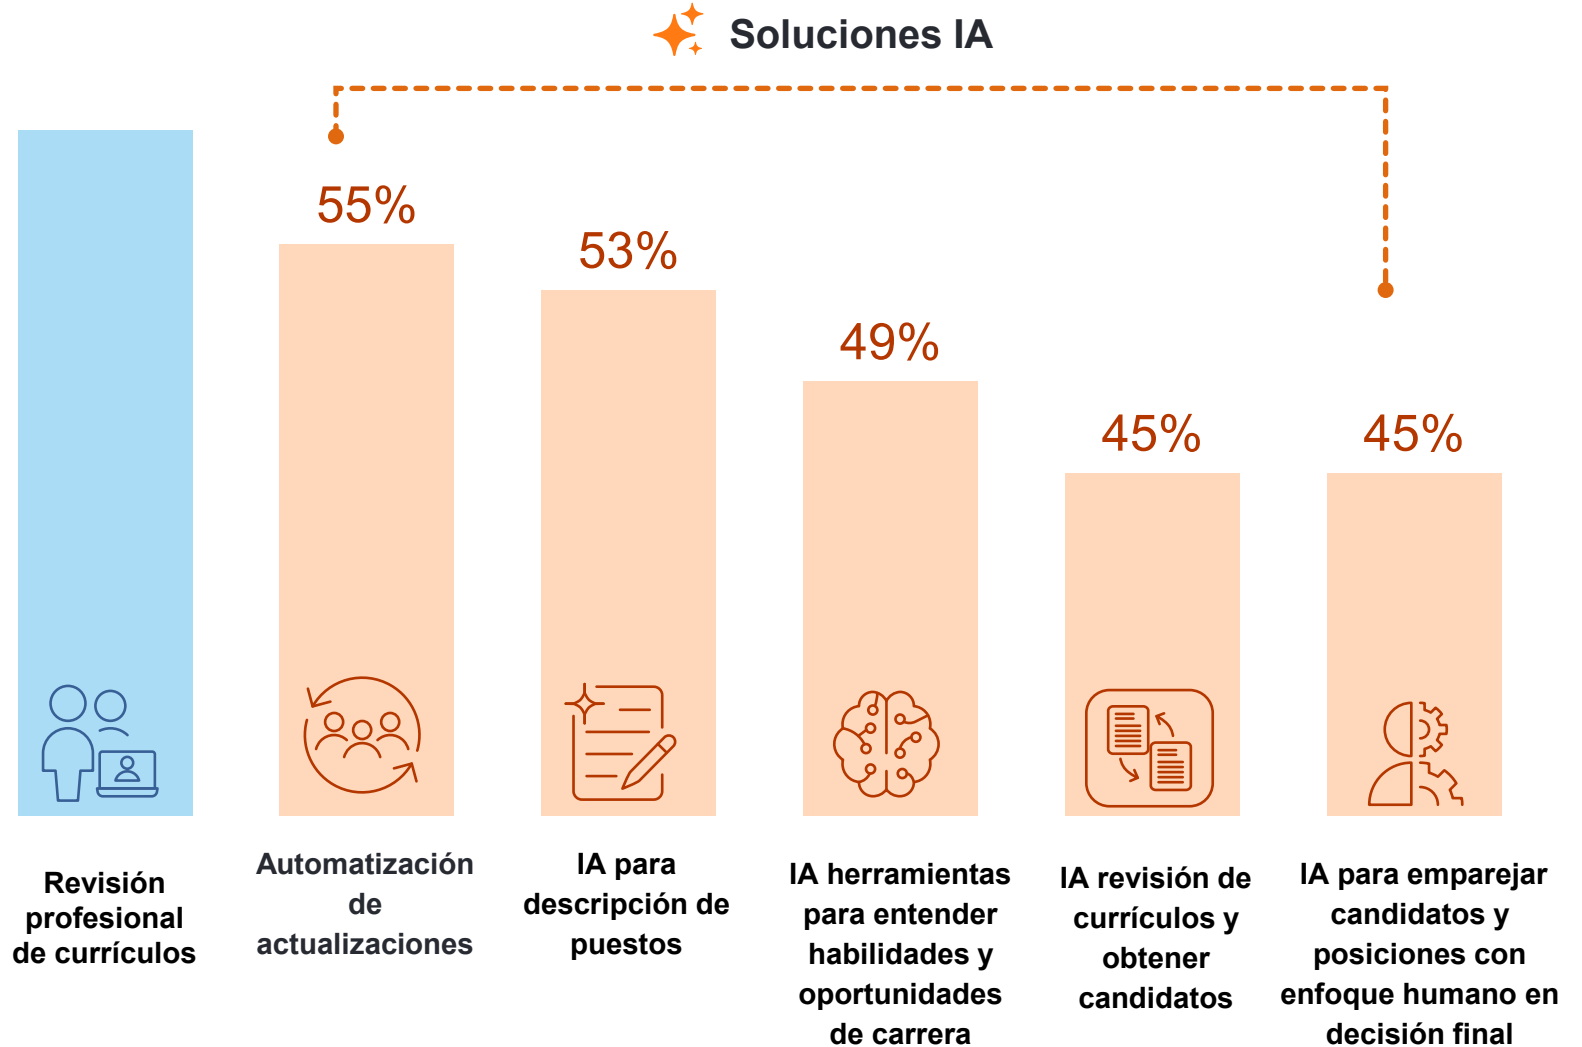 Soluciones IA
55%
53%
49%
45%
45%
Revisión
profesional
de currículos
Automatización
de
actualizaciones
IA para
descripción de
puestos
IA herramientas
para entender
habilidades y
oportunidades
de carrera
IA revisión de
currículos y
obtener
candidatos
IA para emparejar
candidatos y
posiciones con
enfoque humano en
decisión final